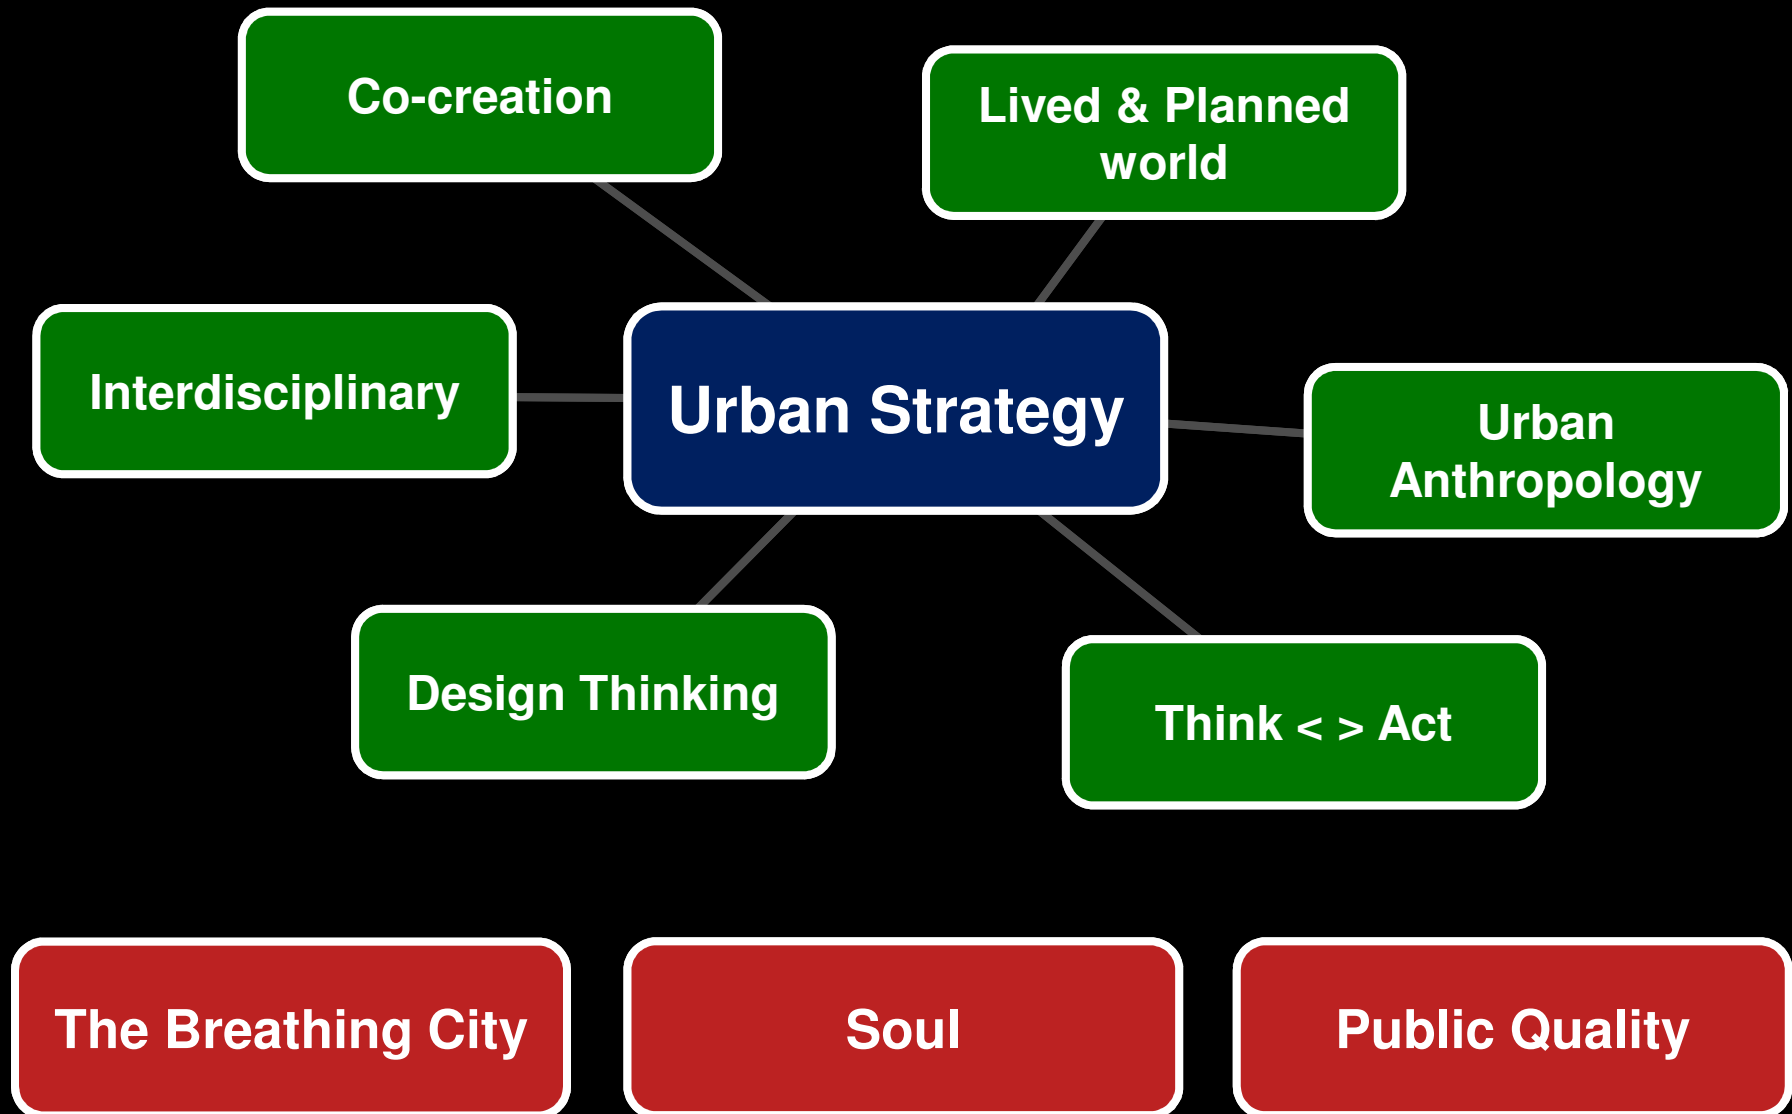 Co-creation
Lived & Planned
world
Interdisciplinary
Urban Strategy
Urban
Anthropology
Design Thinking
Think < > Act
The Breathing City
Soul
Public Quality